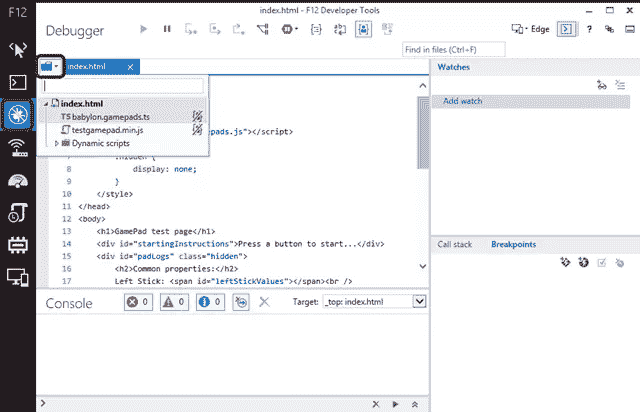 F12
index.html - F12 Developer Tools
Debugger
Edge
?
Find in files (Ctrl+F)
index.html
index.html
TS babylon.gamepads.ts
testgamepad.min.js
Dynamic scripts
pads.js"></script>
7 .hidden {
8 display: none;
9 }
10 </style>
11 </head>
12 <body>
13 <h1>GamePad test page</h1>
14 <div id="startingInstructions">Press a button to start...</div>
15 <div id="padLogs" class="hidden">
16 <h2>Common properties:</h2>
17 Left Stick: <span id="leftStickValues"></span><br />
Watches
Add watch
Call stack Breakpoints
Console 0 0 0 Target: _top: index.html